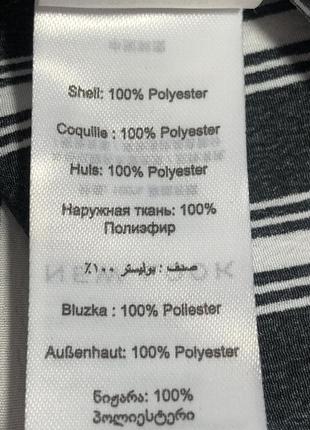 Shell: 100% Polyester
Coquille : 100% Polyester
Huls: 100% Polyester
Наружная ткань: 100%
Полиэфир
صدف : بوليستر ١٠٠٪
Bluzka : 100% Poliester
Außenhaut: 100% Polyester
ნიჟარა: 100%
პოლიესტერი